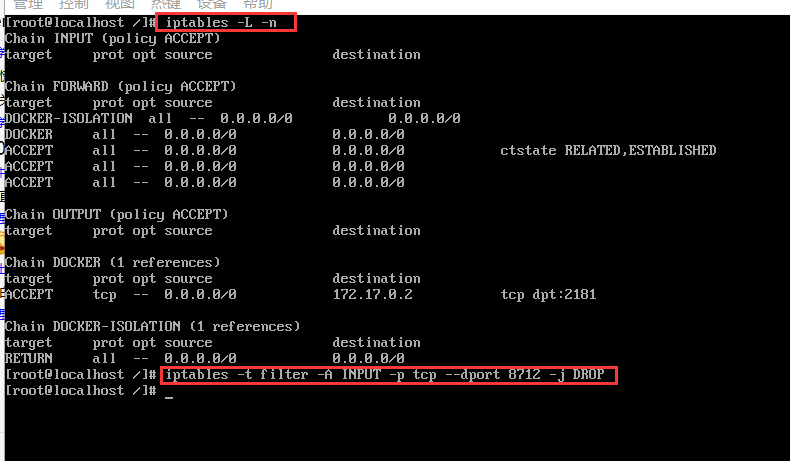 管理 控制 视图 热键 设备 帮助
[root@localhost /]# iptables -L -n
Chain INPUT (policy ACCEPT)
target prot opt source destination
Chain FORWARD (policy ACCEPT)
target prot opt source destination
DOCKER-ISOLATION all -- 0.0.0.0/0 0.0.0.0/0
DOCKER all -- 0.0.0.0/0 0.0.0.0/0
ACCEPT all -- 0.0.0.0/0 0.0.0.0/0 ctstate RELATED,ESTABLISHED
ACCEPT all -- 0.0.0.0/0 0.0.0.0/0
ACCEPT all -- 0.0.0.0/0 0.0.0.0/0
Chain OUTPUT (policy ACCEPT)
target prot opt source destination
Chain DOCKER (1 references)
target prot opt source destination
ACCEPT tcp -- 0.0.0.0/0 172.17.0.2 tcp dpt:2181
Chain DOCKER-ISOLATION (1 references)
target prot opt source destination
RETURN all -- 0.0.0.0/0 0.0.0.0/0
[root@localhost /]# iptables -t filter -A INPUT -p tcp --dport 8712 -j DROP
[root@localhost /]# _